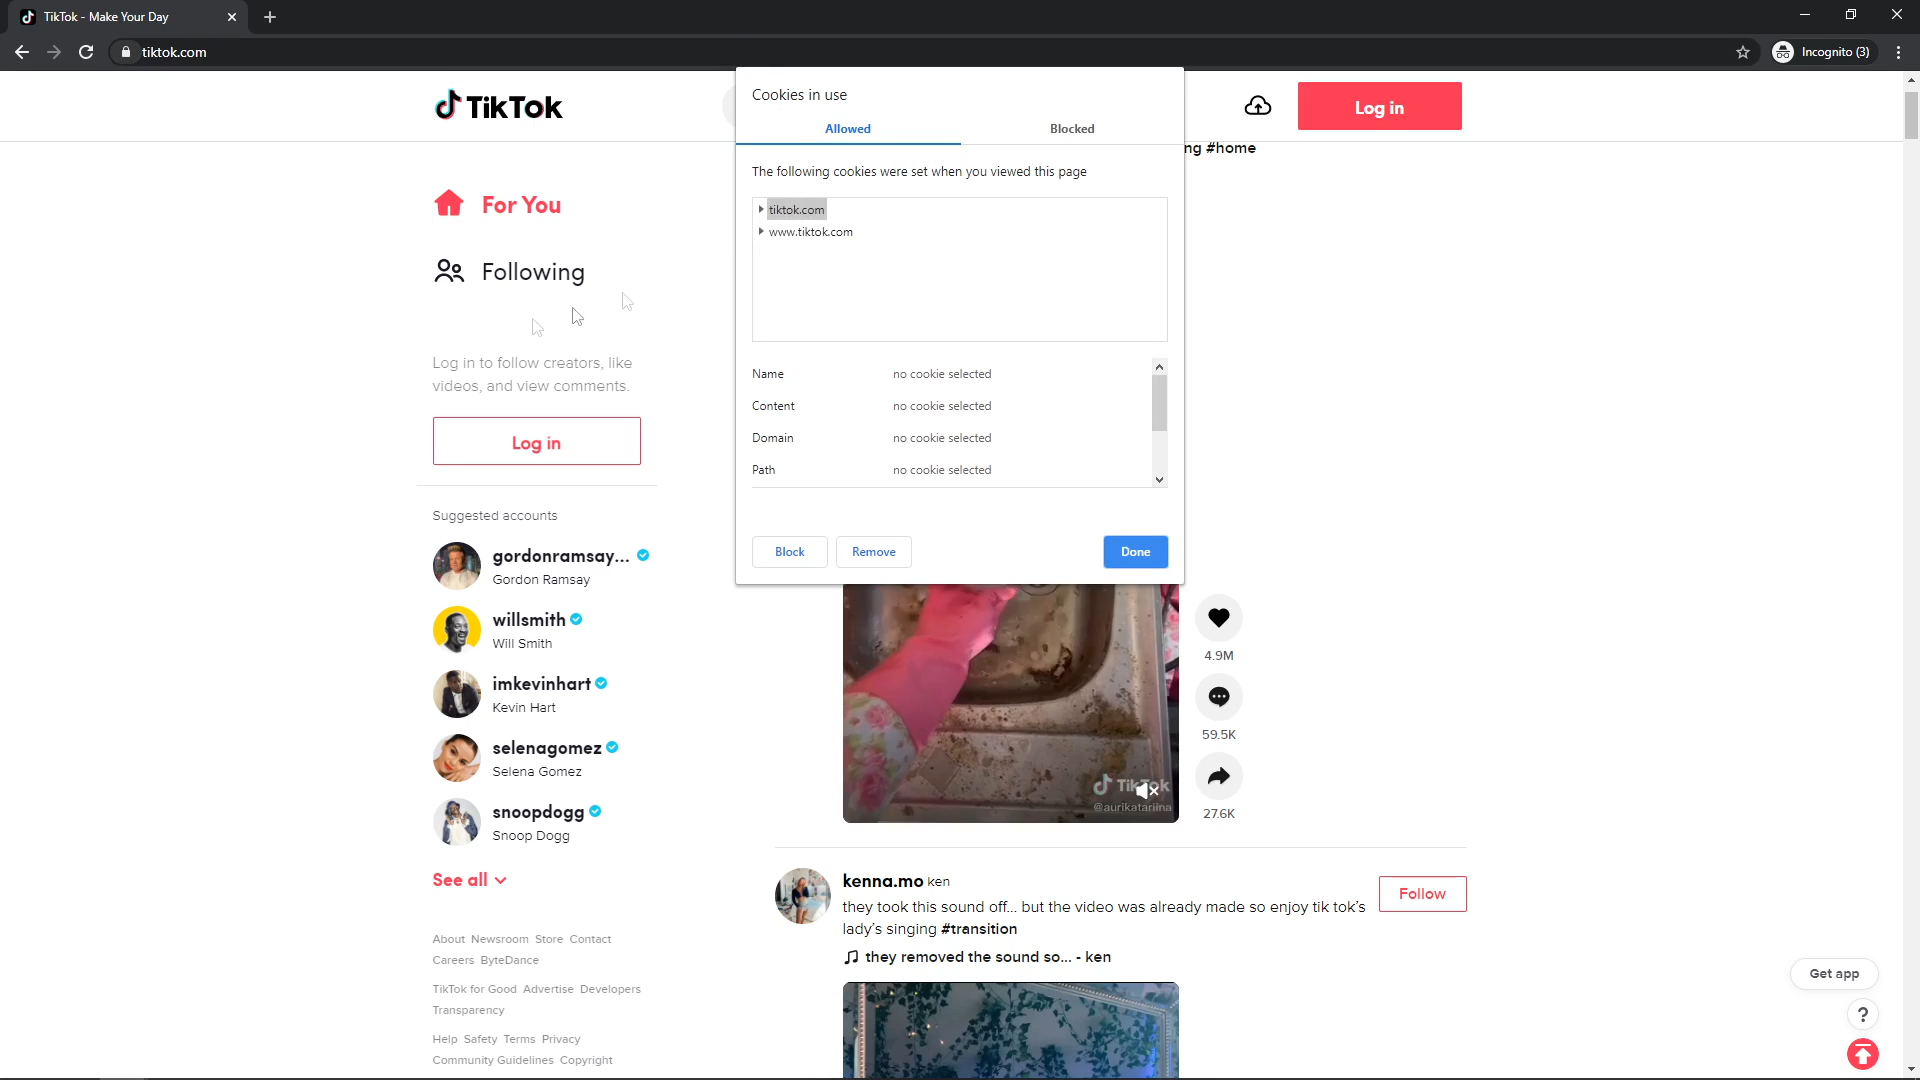 TikTok - Make Your Day
tiktok.com
Incognito (3)
TikTok
Log in
Cookies in use
Allowed
Blocked
The following cookies were set when you viewed this page
tiktok.com
www.tiktok.com
Name no cookie selected
Content no cookie selected
Domain no cookie selected
Path no cookie selected
Block
Remove
Done
ng #home
For You
Following
Log in to follow creators, like
videos, and view comments.
Log in
Suggested accounts
gordonramsay...
Gordon Ramsay
willsmith
Will Smith
imkevinhart
Kevin Hart
selenagomez
Selena Gomez
snoopdogg
Snoop Dogg
See all
About Newsroom Store Contact
Careers ByteDance
TikTok for Good Advertise Developers
Transparency
Help Safety Terms Privacy
Community Guidelines Copyright
4.9M
59.5K
27.6K
TikTok
@aurikatariina
kenna.mo ken
they took this sound off... but the video was already made so enjoy tik tok's
lady's singing #transition
they removed the sound so... - ken
Follow
Get app
?